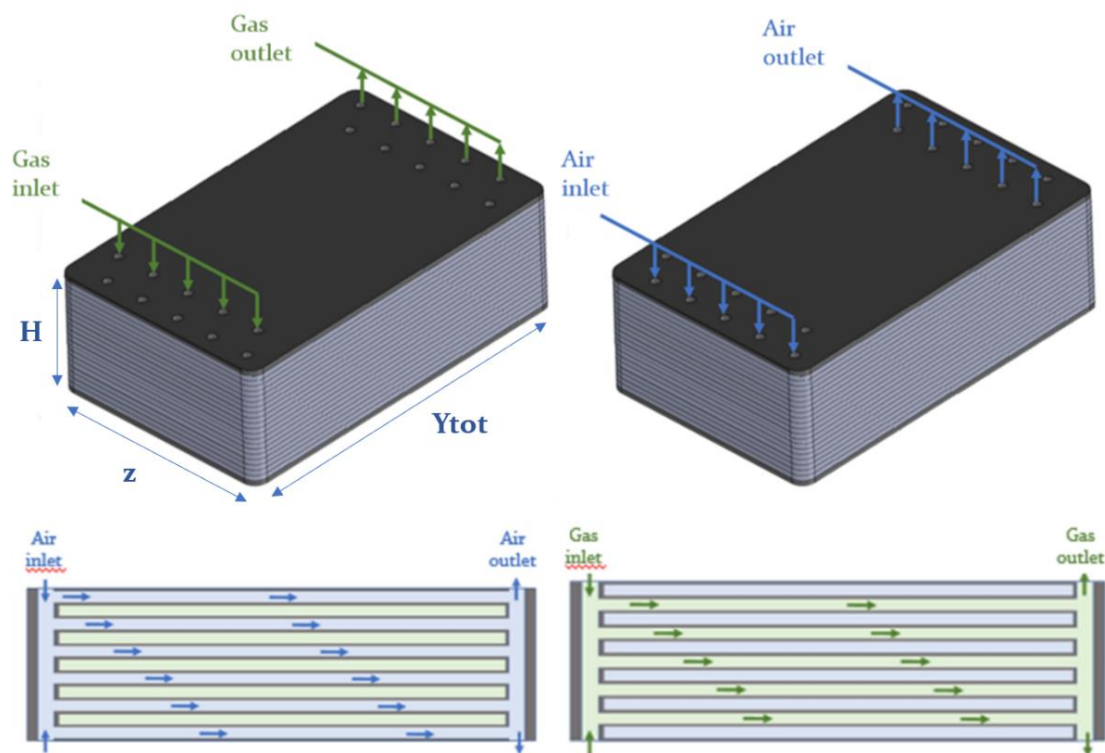 Gas
outlet
Gas
inlet
H
z
Ytot
Air
outlet
Air
inlet
Air
inlet
Air
outlet
Gas
inlet
Gas
outlet